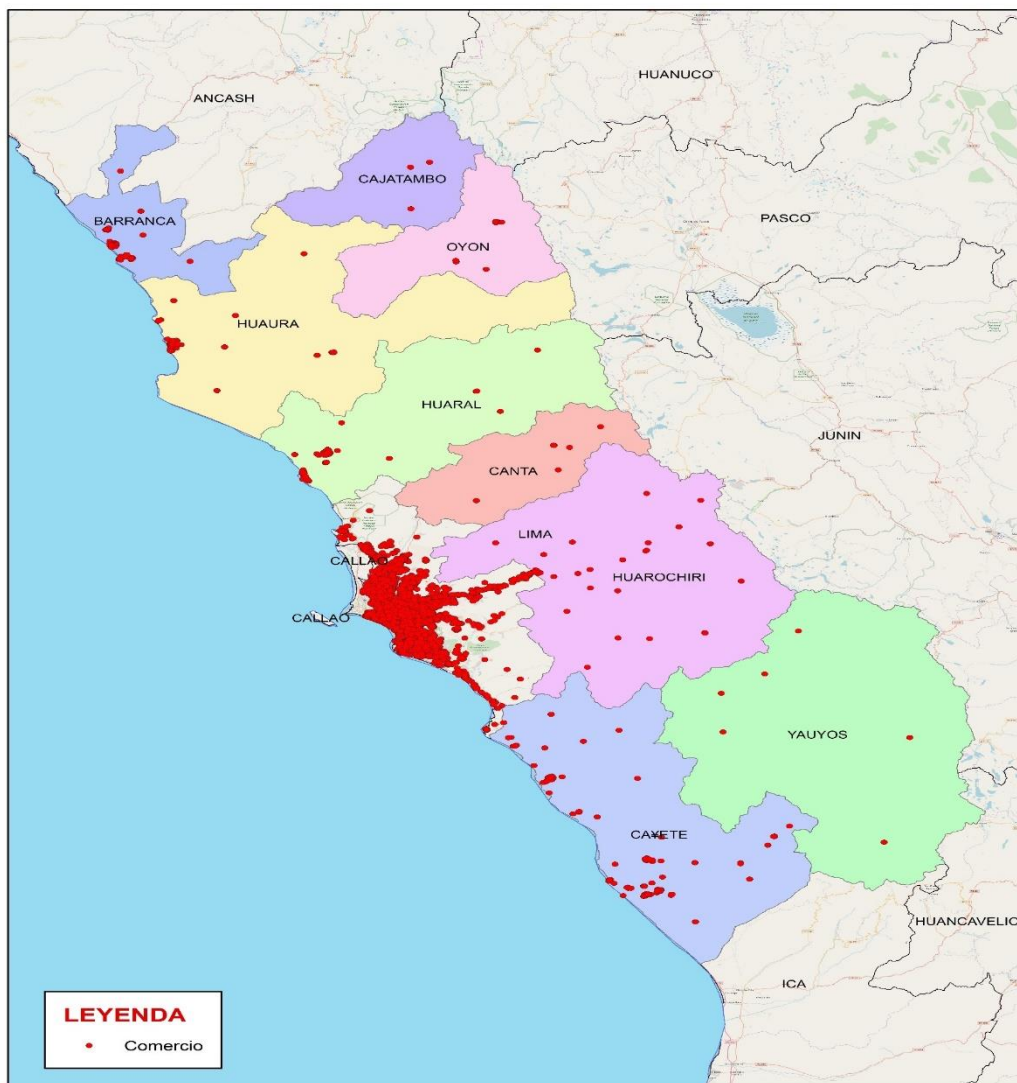 HUANUCO
ANCASH
CAJATAMBO
PASCO
BARRANCA
OYON
HUAURA
HUARAL
JUNIN
CANTA
LIMA
CALLAO
HUAROCHIRI
CALLAO
YAUYOS
CAYETE
HUANCAVELIC
ICA
LEYENDA
Comercio